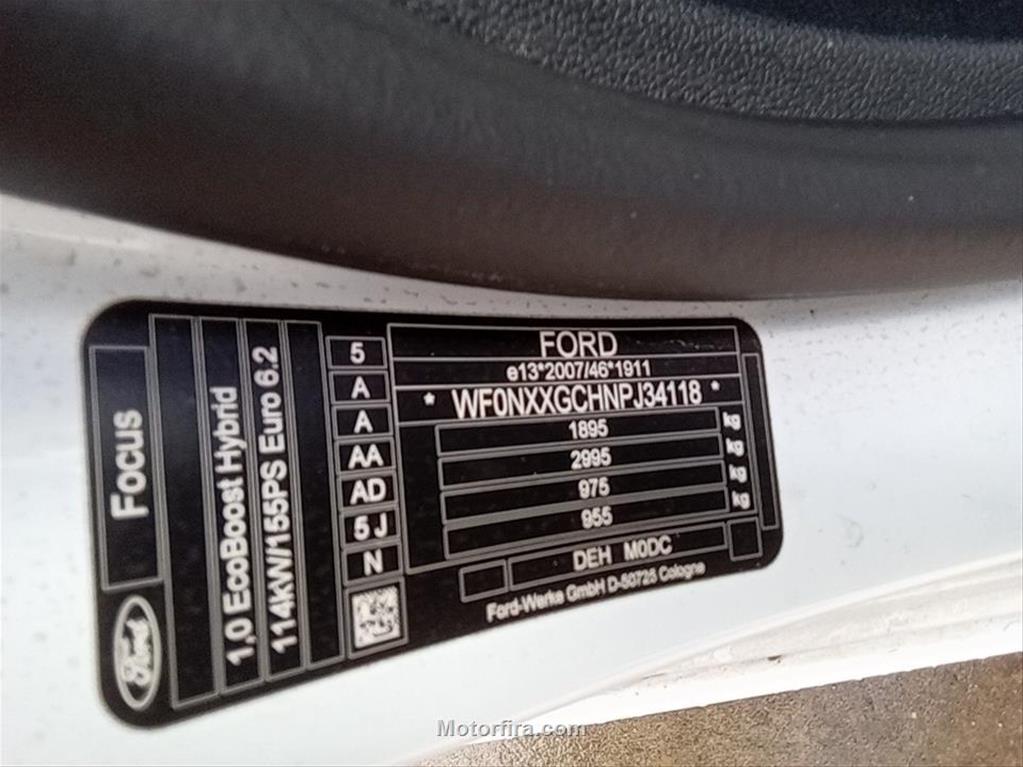 Focus
Ford
1,0 EcoBoost Hybrid
114kW/155PS Euro 6.2
5
A
A
AA
AD
5J
N
FORD
e13*2007/46*1911
* WF0NXXGCHNPJ34118 *
1895 kg
2995 kg
975 kg
955 kg
DEH M0DC
Ford-Werke GmbH D-50725 Cologne
Motorfira.com